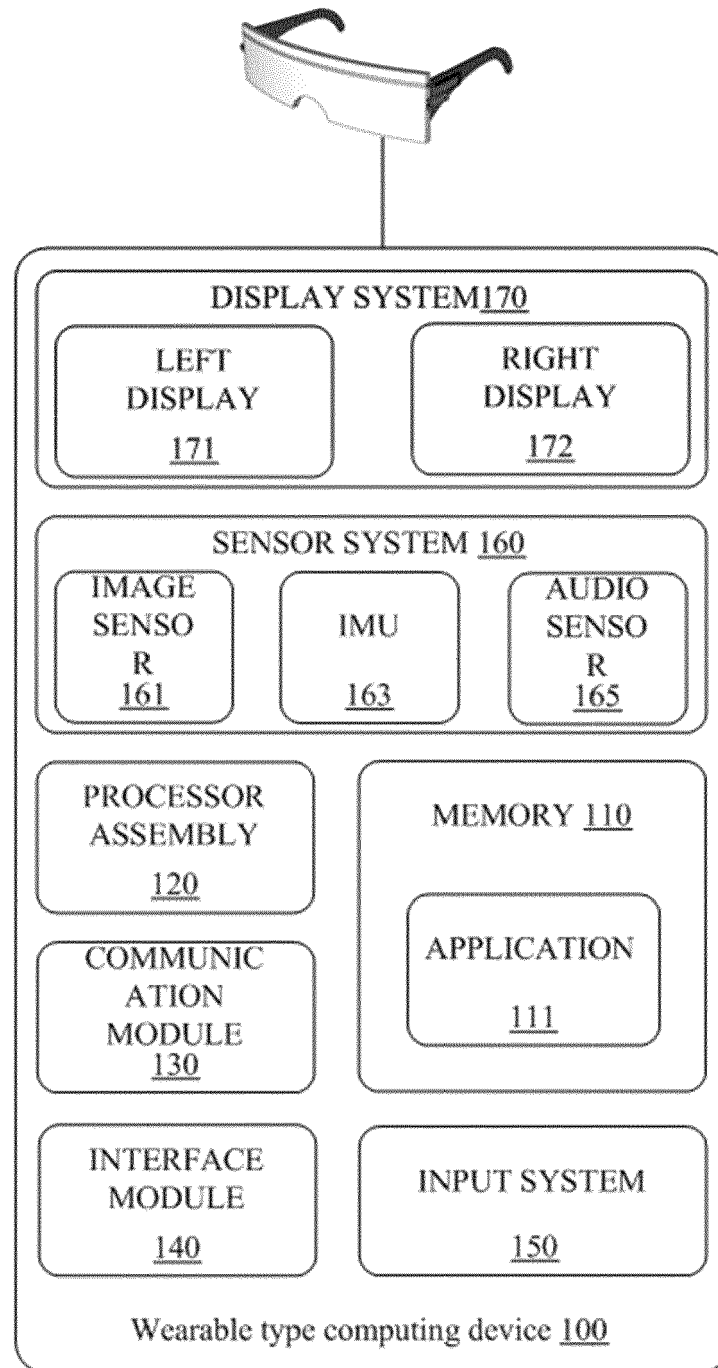 DISPLAY SYSTEM170
LEFT
DISPLAY
171
RIGHT
DISPLAY
172
SENSOR SYSTEM 160
IMAGE
SENSO
R
161
IMU
163
AUDIO
SENSO
R
165
PROCESSOR
ASSEMBLY
120
MEMORY 110
APPLICATION
111
COMMUNIC
ATION
MODULE
130
INTERFACE
MODULE
140
INPUT SYSTEM
150
Wearable type computing device 100